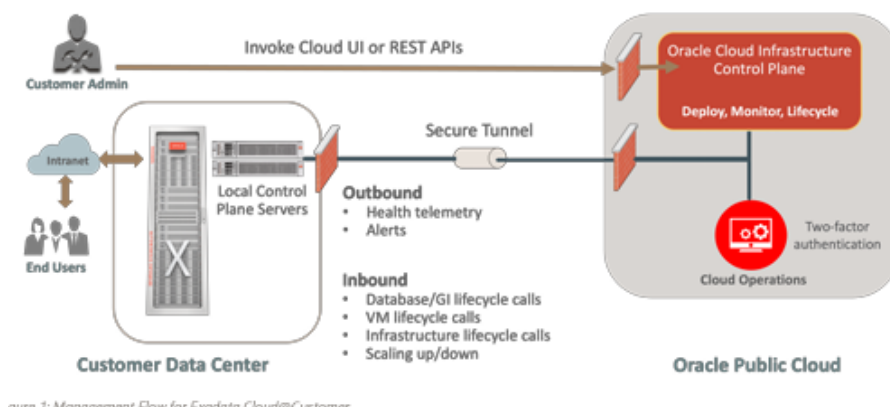 Invoke Cloud UI or REST APIs
Customer Admin
Oracle Cloud Infrastructure
Control Plane
Deploy, Monitor, Lifecycle
Secure Tunnel
Intranet
Local Control
Plane Servers
X
End Users
Outbound
• Health telemetry
• Alerts
Inbound
• Database/GI lifecycle calls
• VM lifecycle calls
• Infrastructure lifecycle calls
• Scaling up/down
Two-factor
authentication
Cloud Operations
Customer Data Center
Oracle Public Cloud
gure 1: Management Flow for Exadata Cloud@Customer